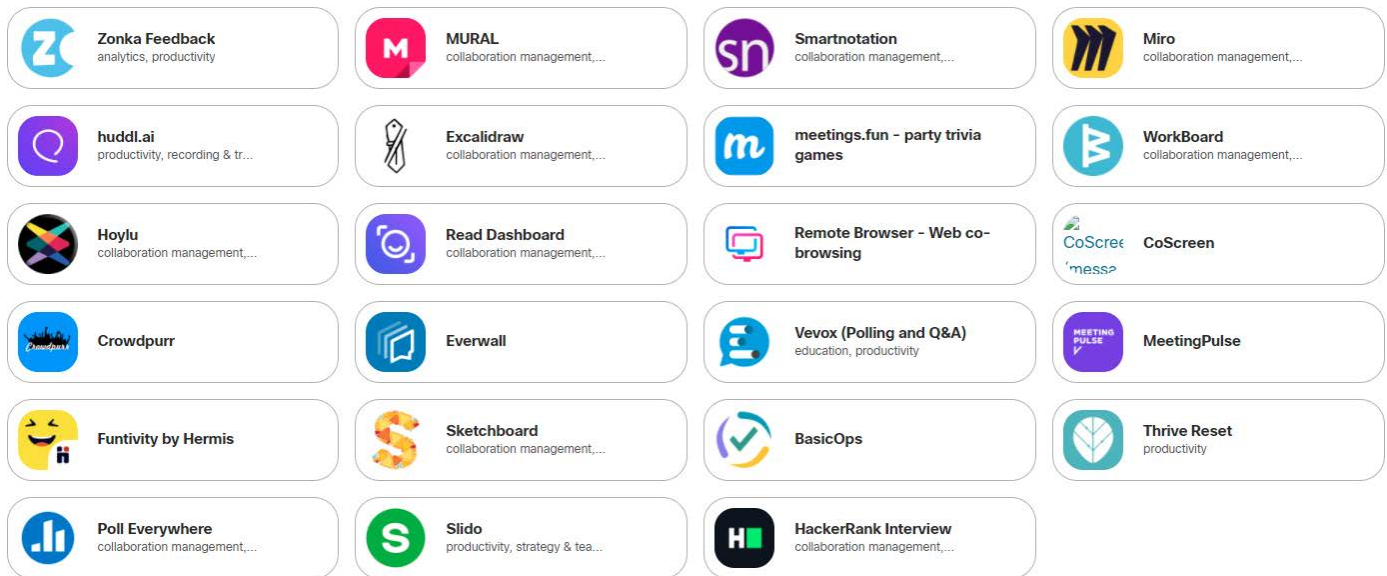 Zonka Feedback
analytics, productivity
MURAL
collaboration management,...
Smartnotation
collaboration management,...
Miro
collaboration management,...
huddl.ai
productivity, recording & tr...
Excalidraw
collaboration management,...
meetings.fun - party trivia
games
WorkBoard
collaboration management,...
Hoylu
collaboration management,...
Read Dashboard
collaboration management,...
Remote Browser - Web co-
browsing
CoScree
'messa
CoScreen
Crowdpurr
Crowdpurr
Everwall
Vevox (Polling and Q&A)
education, productivity
MEETING
PULSE
MeetingPulse
Funtivity by Hermis
Sketchboard
collaboration management,...
BasicOps
Thrive Reset
productivity
Poll Everywhere
collaboration management,...
Slido
productivity, strategy & tea...
HackerRank Interview
collaboration management,...